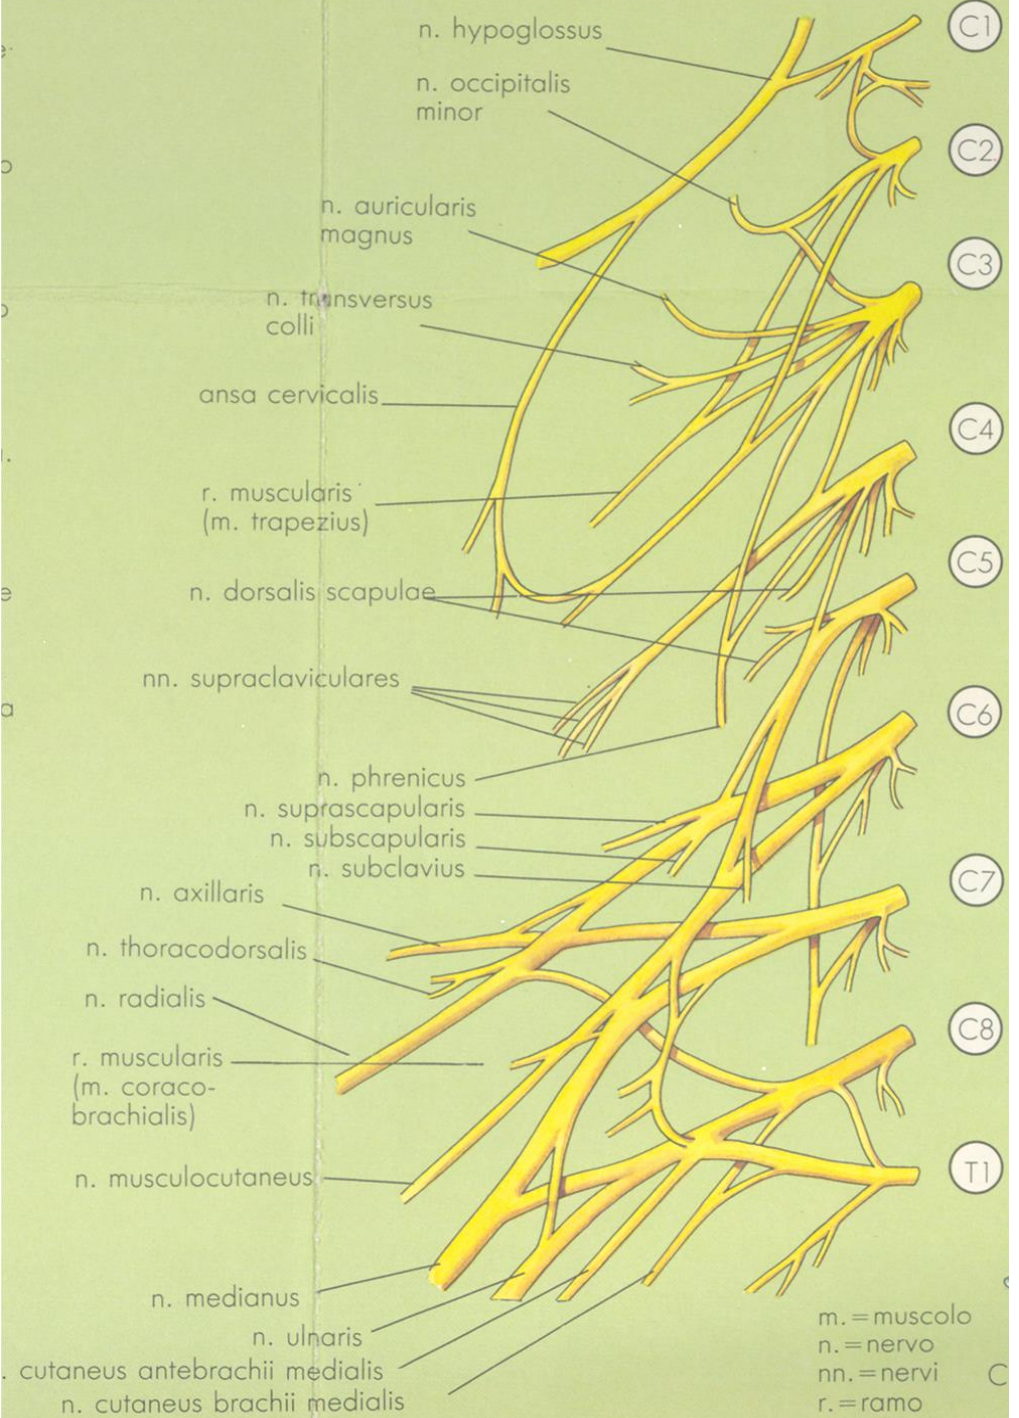 n. hypoglossus
C1
n. occipitalis
minor
C2
n. auricularis
magnus
C3
n. transversus
colli
ansa cervicalis
C4
r. muscularis
(m. trapezius)
C5
n. dorsalis scapulae
nn. supraclaviculares
C6
n. phrenicus
n. suprascapularis
n. subscapularis
n. subclavius
C7
n. axillaris
n. thoracodorsalis
n. radialis
C8
r. muscularis
(m. coraco-
brachialis)
n. musculocutaneus
T1
n. medianus
n. ulnaris
. cutaneus antebrachii medialis
n. cutaneus brachii medialis
m.=muscolo
n.=nervo
nn.=nervi
r.=ramo